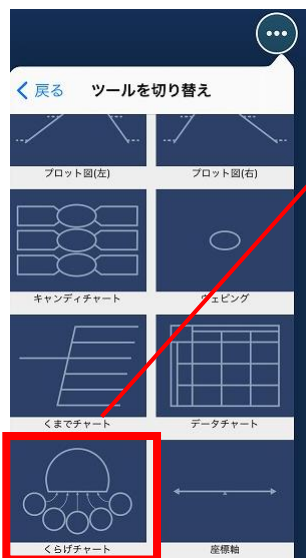 戻る ツールを切り替え
プロット図(左) プロット図(右)
キャンディチャート ウェビング
くまでチャート データチャート
くらげチャート 座標軸